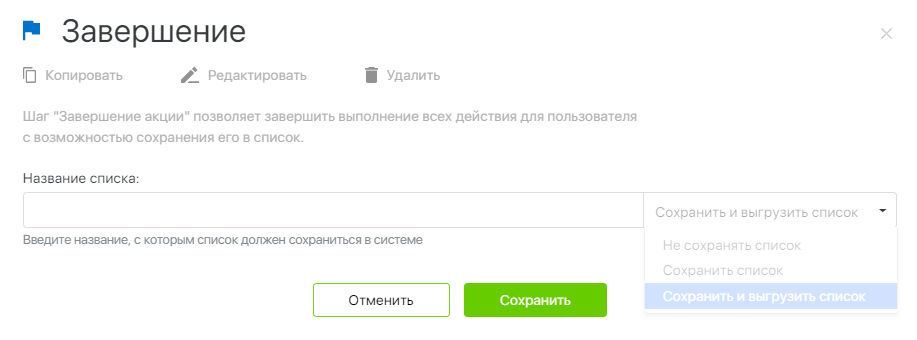 Завершение
Копировать Редактировать Удалить
Шаг "Завершение акции" позволяет завершить выполнение всех действия для пользователя
с возможностью сохранения его в список.
Название списка:
Сохранить и выгрузить список
Введите название, с которым список должен сохраниться в системе
Не сохранять список
Сохранить список
Сохранить и выгрузить список
Отменить Сохранить